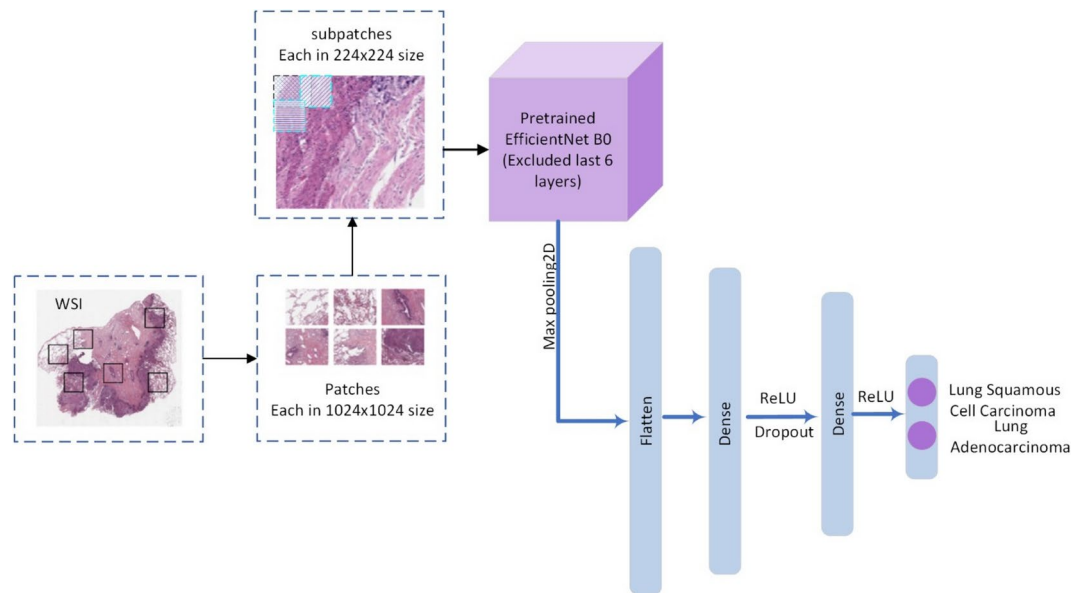 subpatches
Each in 224x224 size
Pretrained
EfficientNet B0
(Excluded last 6
layers)
WSI
Patches
Each in 1024x1024 size
Max pooling2D
Flatten
Dense
ReLU
Dropout
Dense
ReLU
Lung Squamous
Cell Carcinoma
Lung
Adenocarcinoma